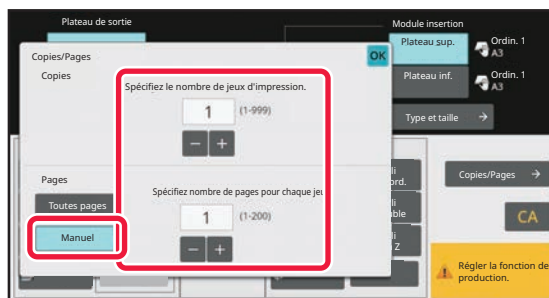 Plateau de sortie
Module insertion
Plateau sup.
Ordin. 1
A3
Plateau inf.
Ordin. 1
A3
Type et taille
Copies/Pages
OK
Copies
Spécifiez le nombre de jeux d'impression.
1
(1-999)
Pages
Spécifiez nombre de pages pour chaque jeu
Toutes pages
1
(1-200)
Manuel
Copies/Pages
CA
Régler la fonction de
production.